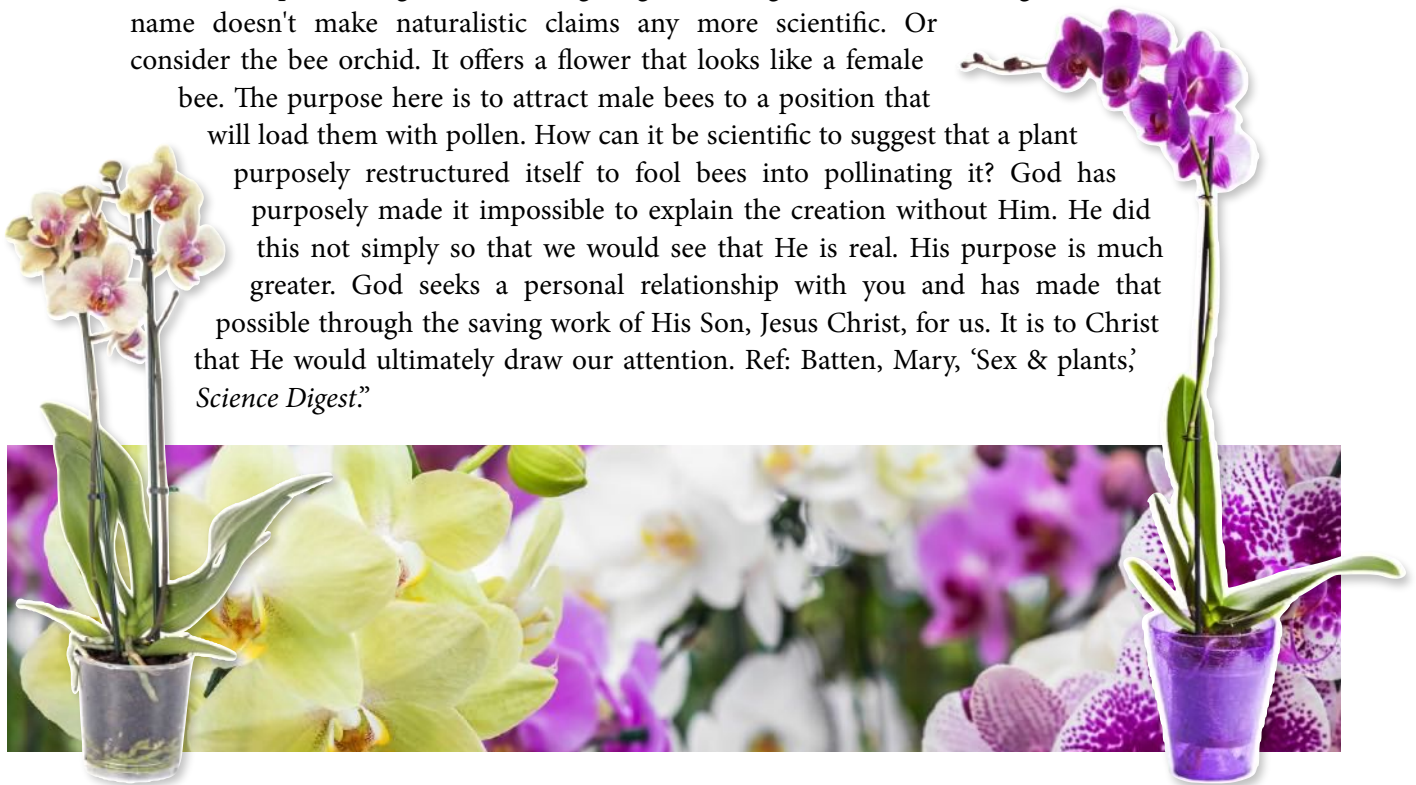 name doesn't make naturalistic claims any more scientific. Or
consider the bee orchid. It offers a flower that looks like a female
bee. The purpose here is to attract male bees to a position that
will load them with pollen. How can it be scientific to suggest that a plant
purposely restructured itself to fool bees into pollinating it? God has
purposely made it impossible to explain the creation without Him. He did
this not simply so that we would see that He is real. His purpose is much
greater. God seeks a personal relationship with you and has made that
possible through the saving work of His Son, Jesus Christ, for us. It is to Christ
that He would ultimately draw our attention. Ref: Batten, Mary, ‘Sex & plants,’
Science Digest.”